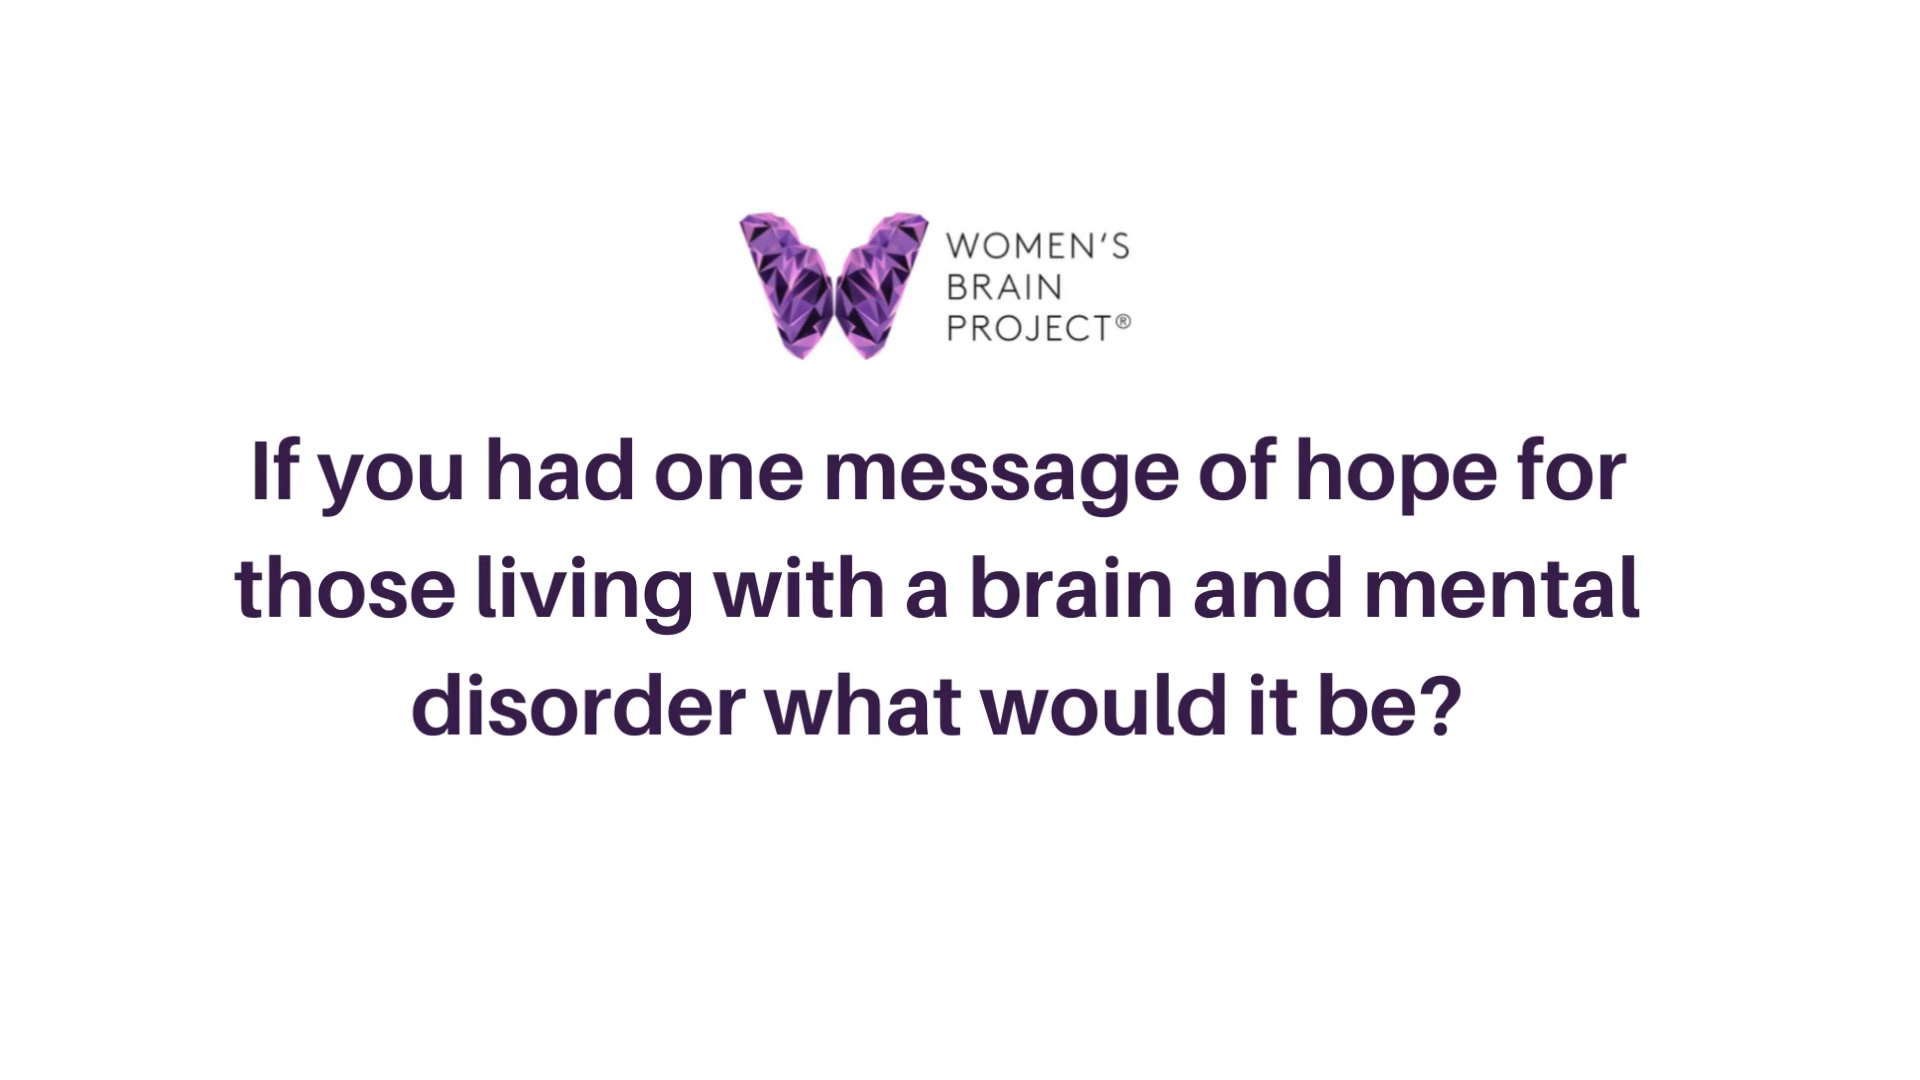 WOMEN‘S
BRAIN
PROJECT®
If you had one message of hope for
those living with a brain and mental
disorder what would it be?